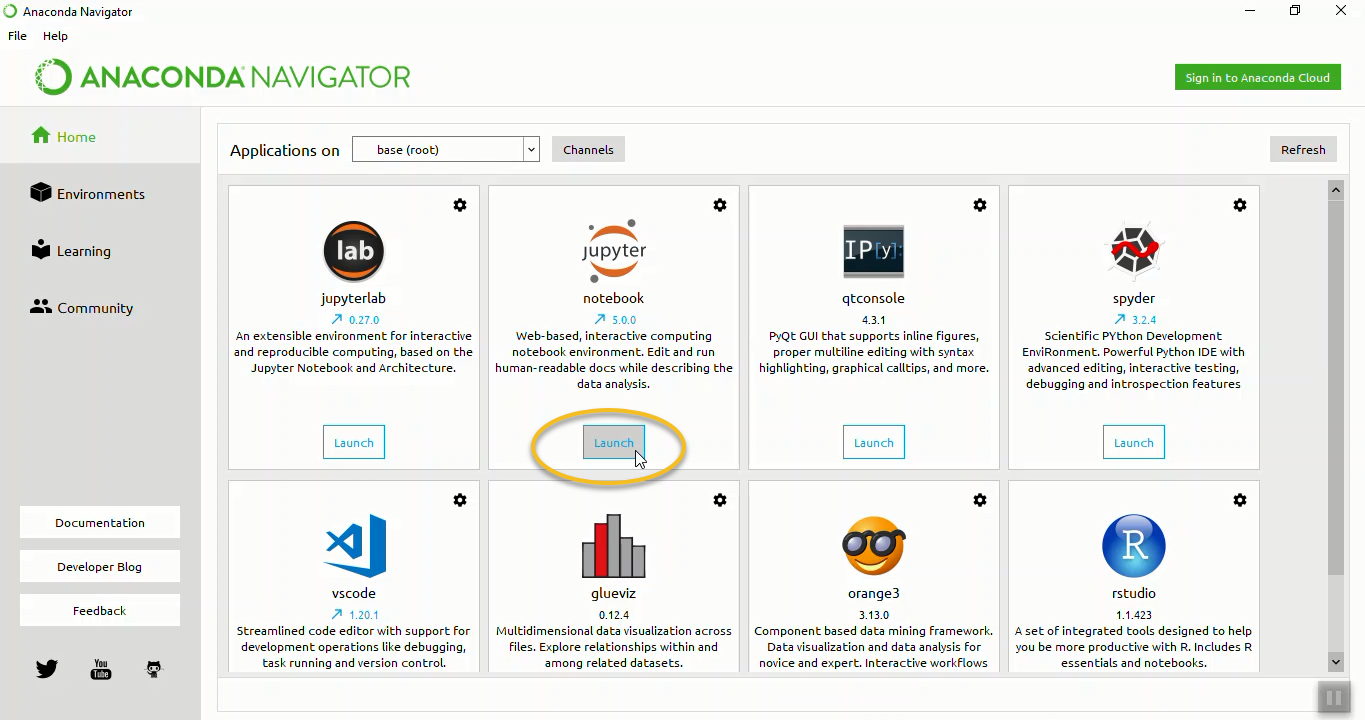 Anaconda Navigator
File Help
ANACONDA NAVIGATOR
Sign in to Anaconda Cloud
Home
Environments
Learning
Community
Documentation
Developer Blog
Feedback
You
Tube
Applications on base (root) Channels Refresh
lab
jupyterlab
0.27.0
An extensible environment for interactive
and reproducible computing, based on the
Jupyter Notebook and Architecture.
Launch
jupyter
notebook
5.0.0
Web-based, interactive computing
notebook environment. Edit and run
human-readable docs while describing the
data analysis.
Launch
IP[y]:
qtconsole
4.3.1
PyQt GUI that supports inline figures,
proper multiline editing with syntax
highlighting, graphical calltips, and more.
Launch
spyder
3.2.4
Scientific PYthon Development
EnviRonment. Powerful Python IDE with
advanced editing, interactive testing,
debugging and introspection features
Launch
vscode
1.20.1
Streamlined code editor with support for
development operations like debugging,
task running and version control.
glueviz
0.12.4
Multidimensional data visualization across
files. Explore relationships within and
among related datasets.
orange3
3.13.0
Component based data mining framework.
Data visualization and data analysis for
novice and expert. Interactive workflows
R
rstudio
1.1.423
A set of integrated tools designed to help
you be more productive with R. Includes R
essentials and notebooks.